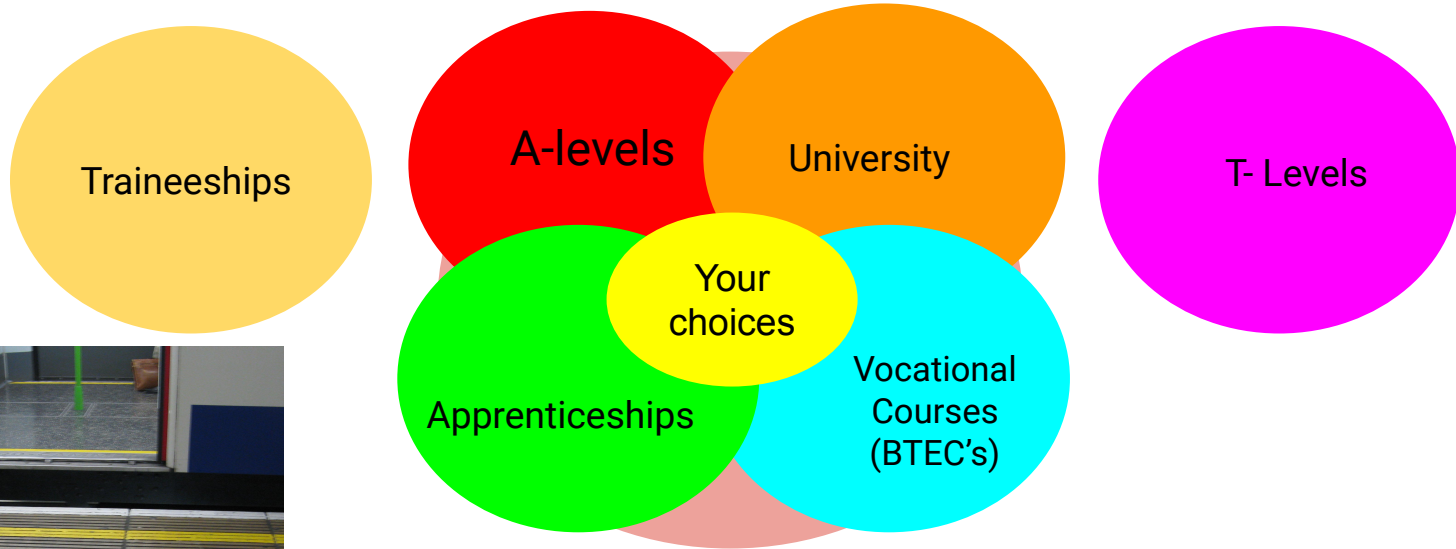 Traineeships
A-levels
University
T- Levels
Your
choices
Apprenticeships
Vocational
Courses
(BTEC’s)